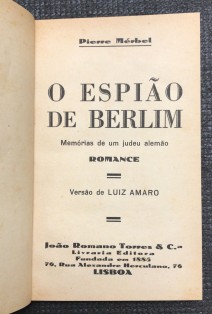 Pierre Mórbel
O ESPIÃO
DE BERLIM
Memórias de um judeu alemão
ROMANCE
Versão de LUIZ AMARO
João Romano Torres & C.ª
Livraria Editora
Fundada em 1885
76, Rua Alexandre Herculano, 76
LISBOA